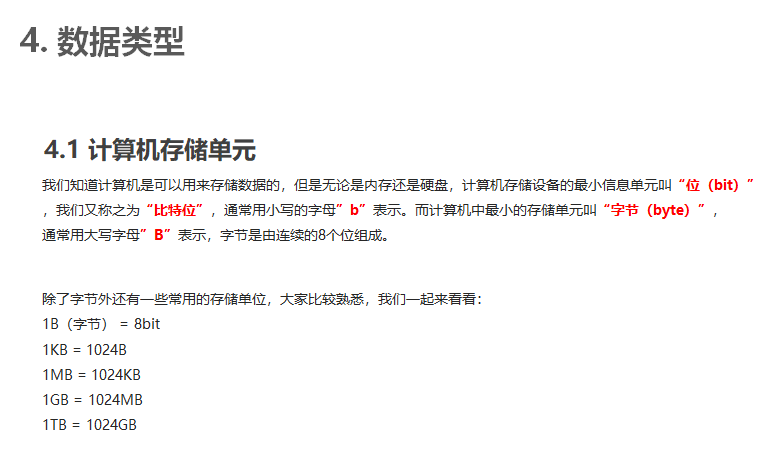 4. 数据类型
4.1 计算机存储单元
我们知道计算机是可以用来存储数据的，但是无论是内存还是硬盘，计算机存储设备的最小信息单元叫“位（bit）”
，我们又称之为“比特位”，通常用小写的字母”b”表示。而计算机中最小的存储单元叫“字节（byte）”，
通常用大写字母”B”表示，字节是由连续的8个位组成。
除了字节外还有一些常用的存储单位，大家比较熟悉，我们一起来看看：
1B（字节） = 8bit
1KB = 1024B
1MB = 1024KB
1GB = 1024MB
1TB = 1024GB